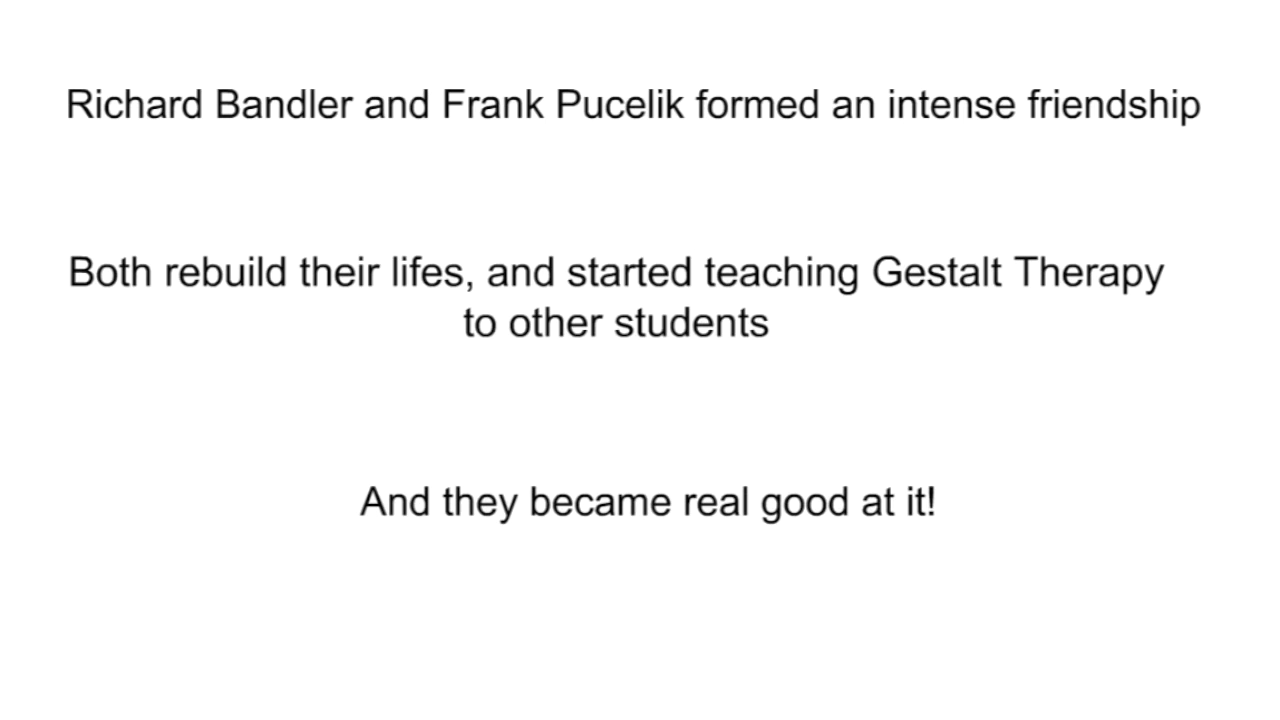 Richard Bandler and Frank Pucelik formed an intense friendship
Both rebuild their lifes, and started teaching Gestalt Therapy
to other students
And they became real good at it!